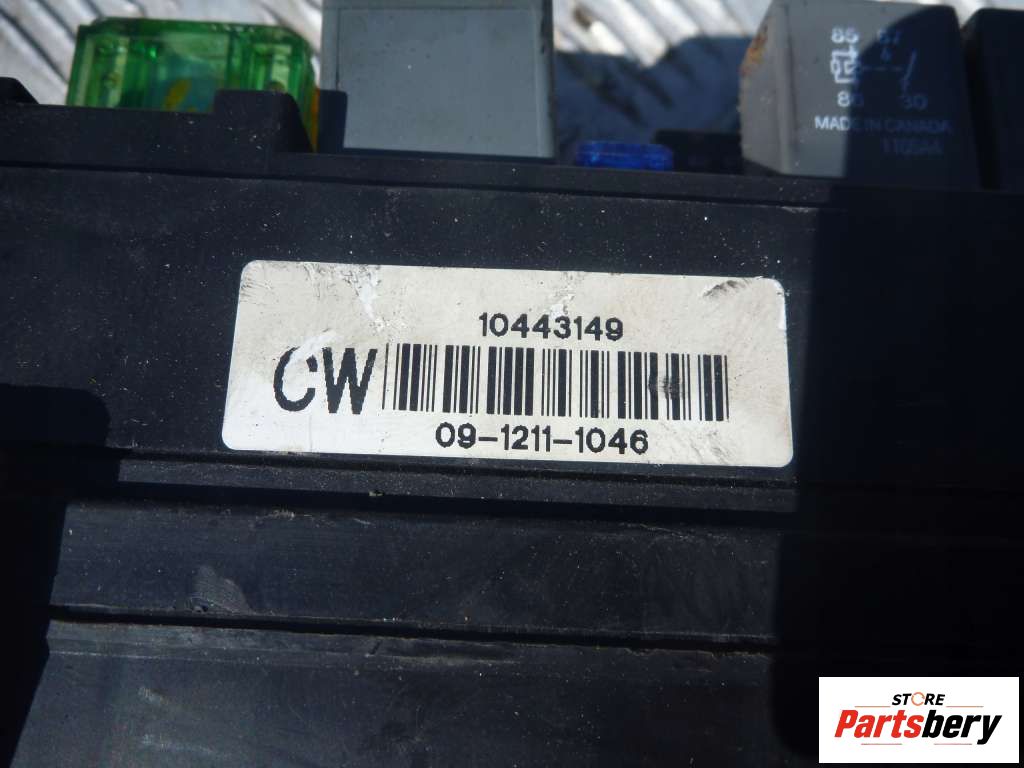 85 87
86 30
MADE IN CANADA
10443149
CW
09-1211-1046
STORE
Partsbery